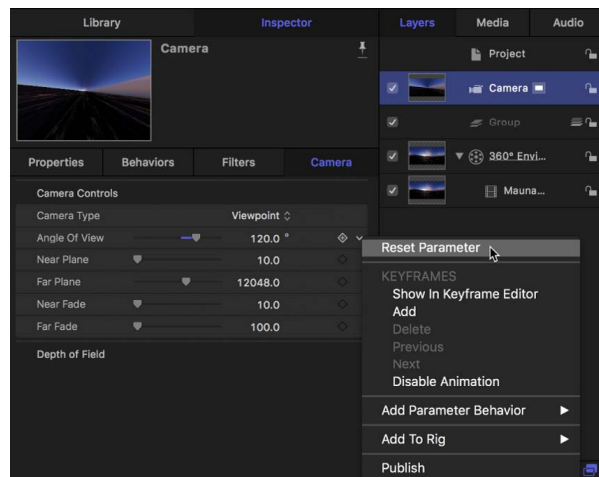 Library
Inspector
Camera
Properties
Behaviors
Filters
Camera
Camera Controls
Camera Type
Viewpoint
Angle Of View
120.0 °
Near Plane
10.0
Far Plane
12048.0
Near Fade
10.0
Far Fade
100.0
Depth of Field
Layers
Media
Audio
Project
Camera
Group
360° Envi...
Mauna...
Reset Parameter
KEYFRAMES
Show In Keyframe Editor
Add
Delete
Previous
Next
Disable Animation
Add Parameter Behavior
Add To Rig
Publish